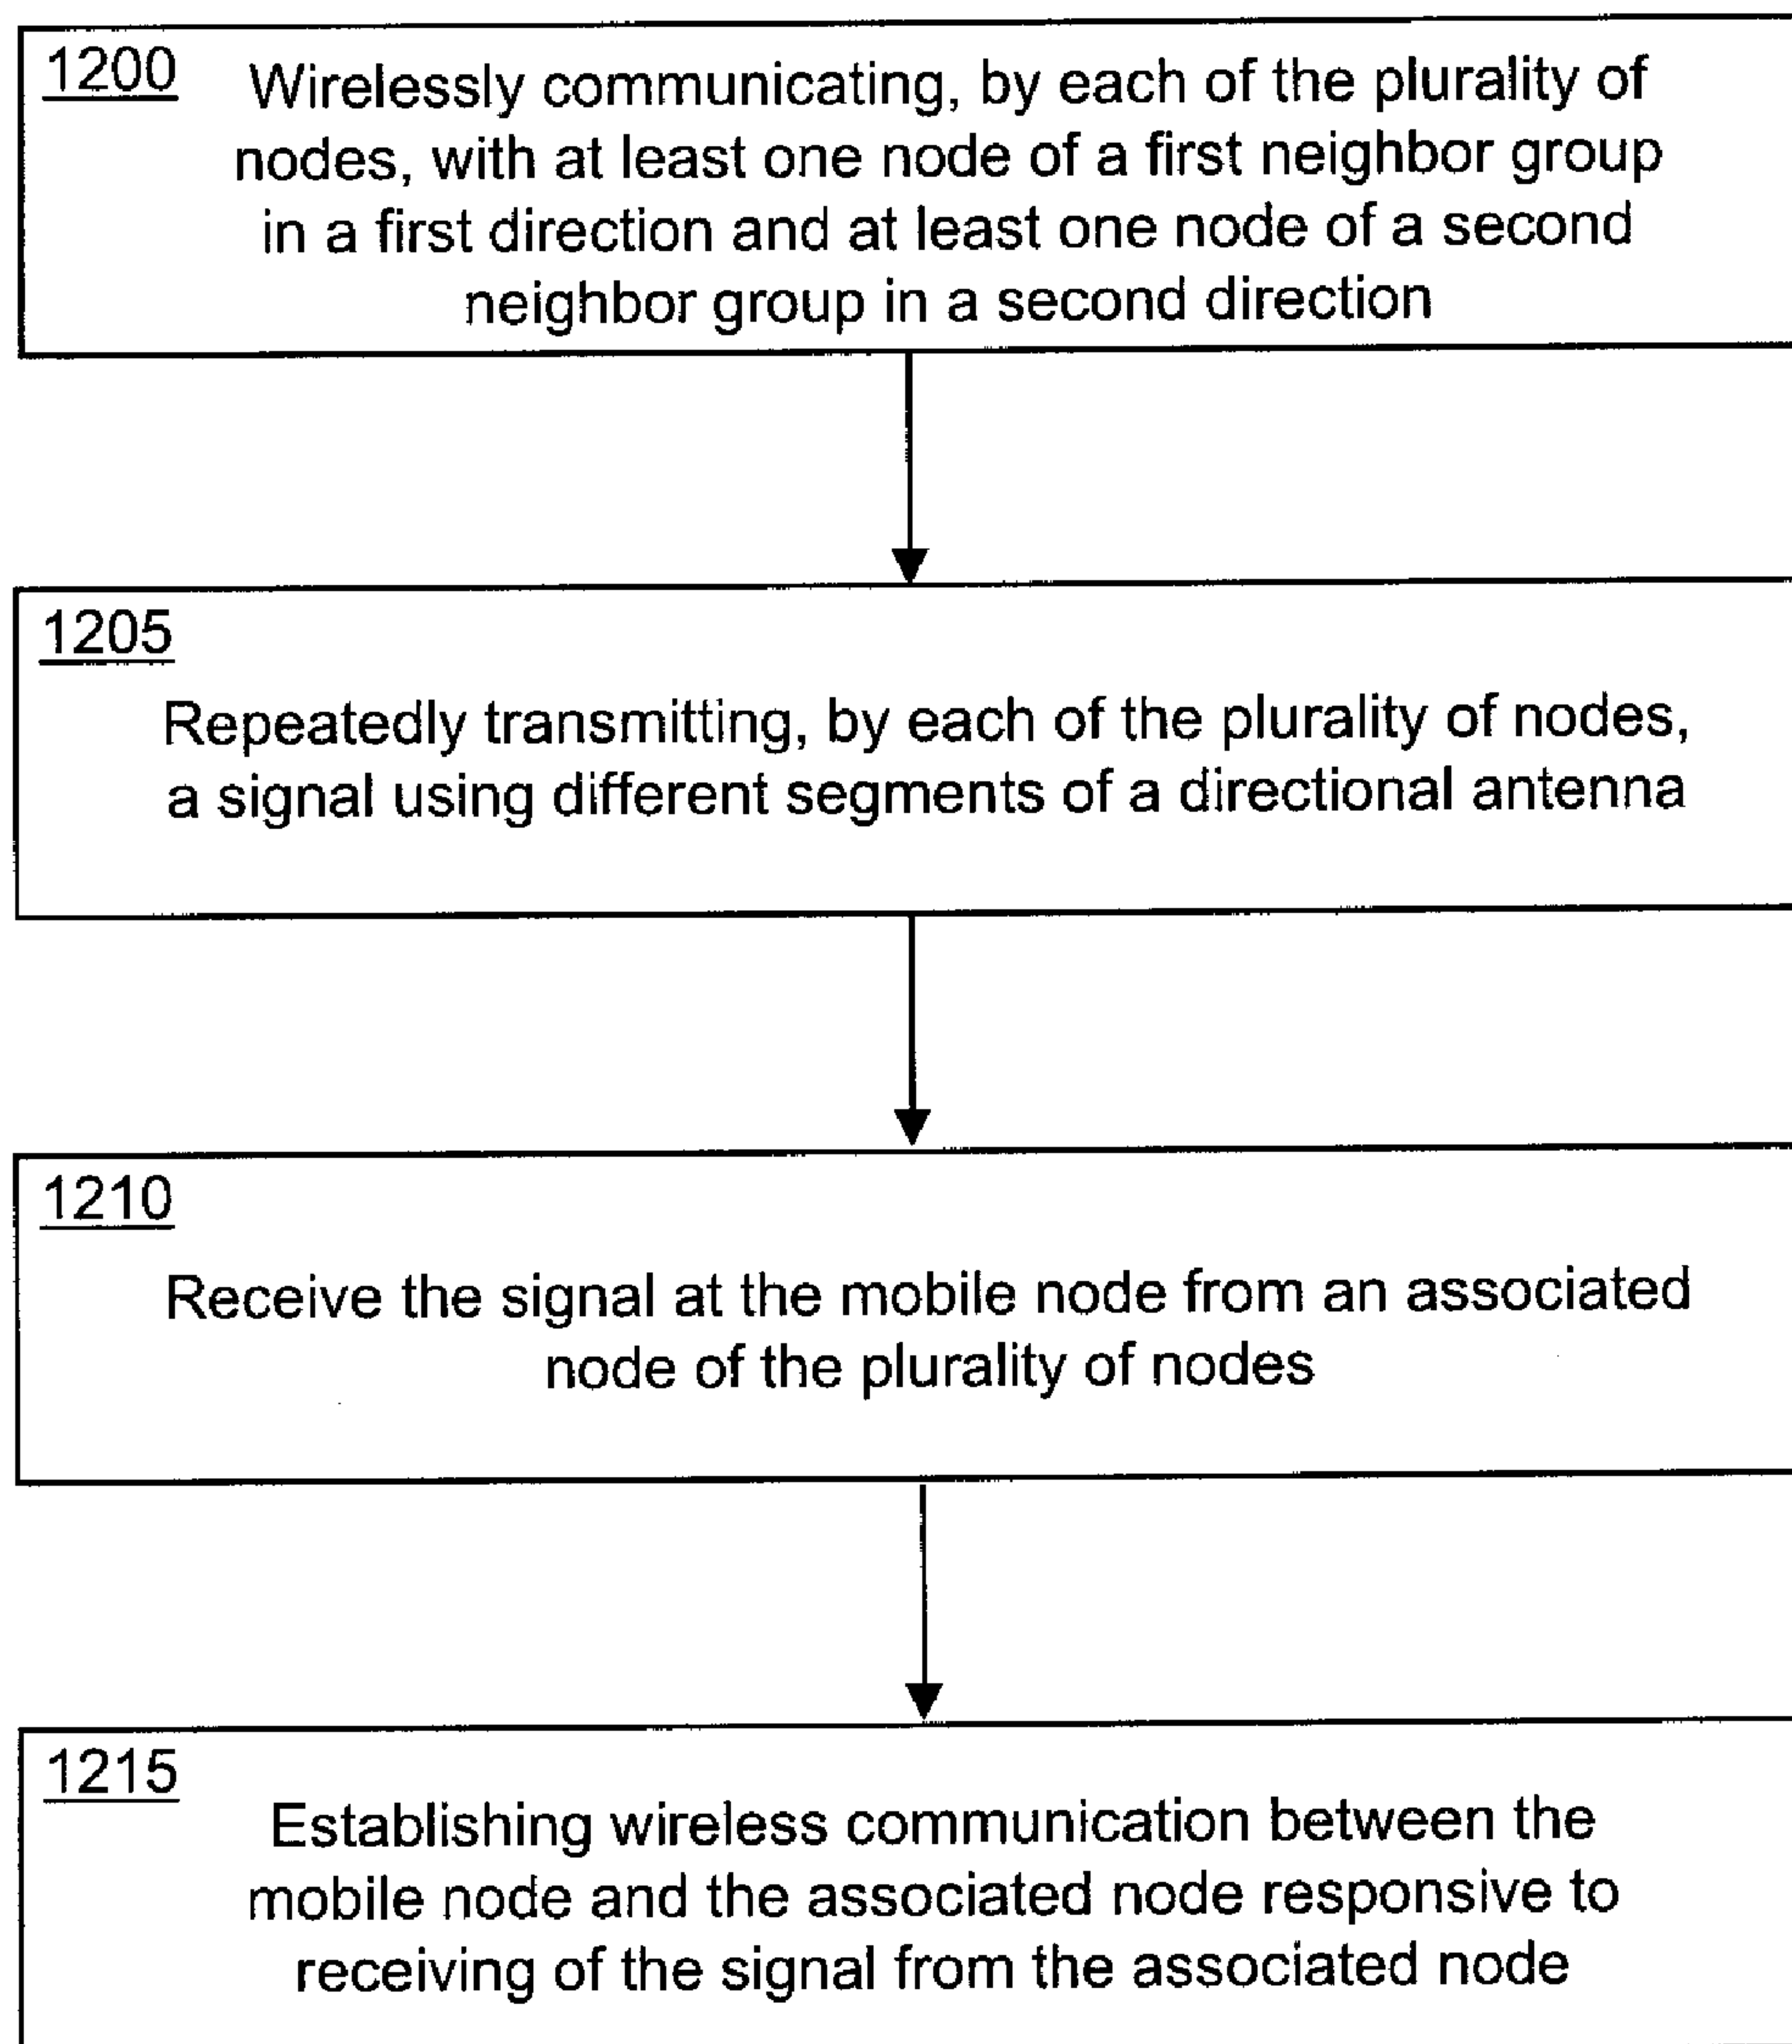 1200 Wirelessly communicating, by each of the plurality of
nodes, with at least one node of a first neighbor group
in a first direction and at least one node of a second
neighbor group in a second direction
1205
Repeatedly transmitting, by each of the plurality of nodes,
a signal using different segments of a directional antenna
1210
Receive the signal at the mobile node from an associated
node of the plurality of nodes
1215
Establishing wireless communication between the
mobile node and the associated node responsive to
receiving of the signal from the associated node